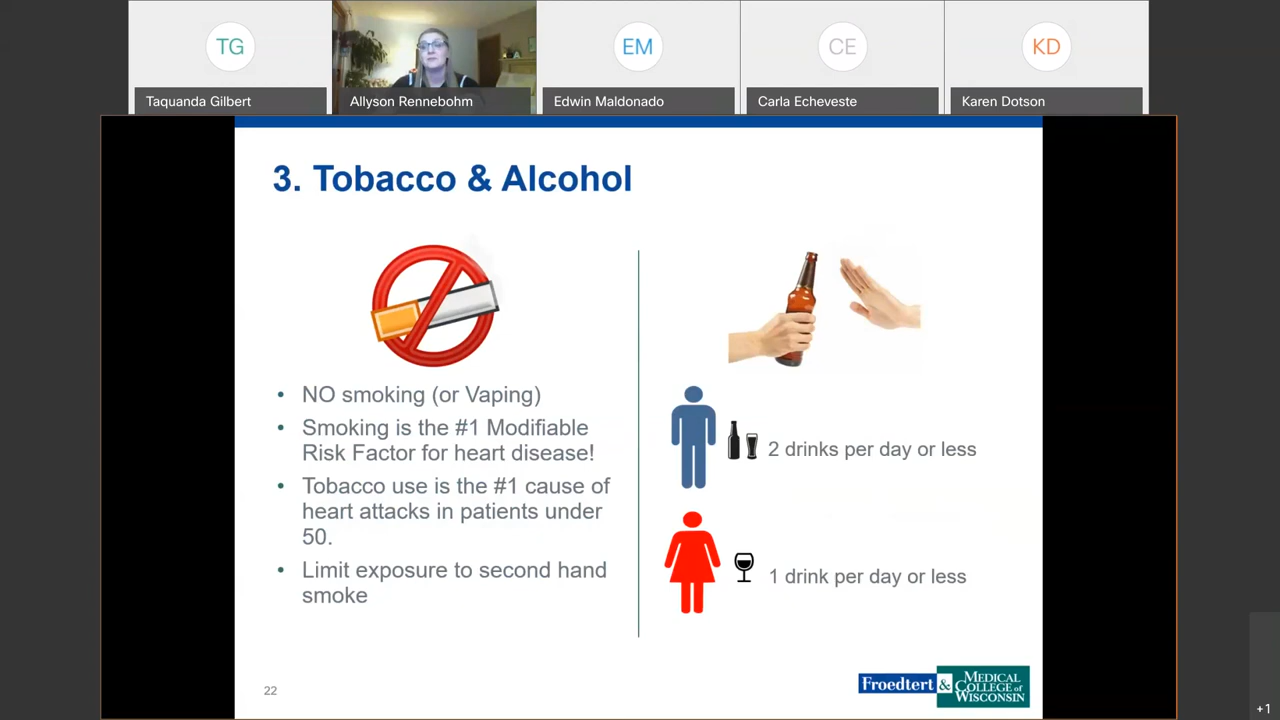 TG
EM
CE
KD
Taquanda Gilbert
Allyson Rennebohm
Edwin Maldonado
Carla Echeveste
Karen Dotson
3. Tobacco & Alcohol
• NO smoking (or Vaping)
• Smoking is the #1 Modifiable
Risk Factor for heart disease!
• Tobacco use is the #1 cause of
heart attacks in patients under
50.
• Limit exposure to second hand
smoke
2 drinks per day or less
1 drink per day or less
22
Froedtert & MEDICAL
COLLEGE of
WISCONSIN
+1